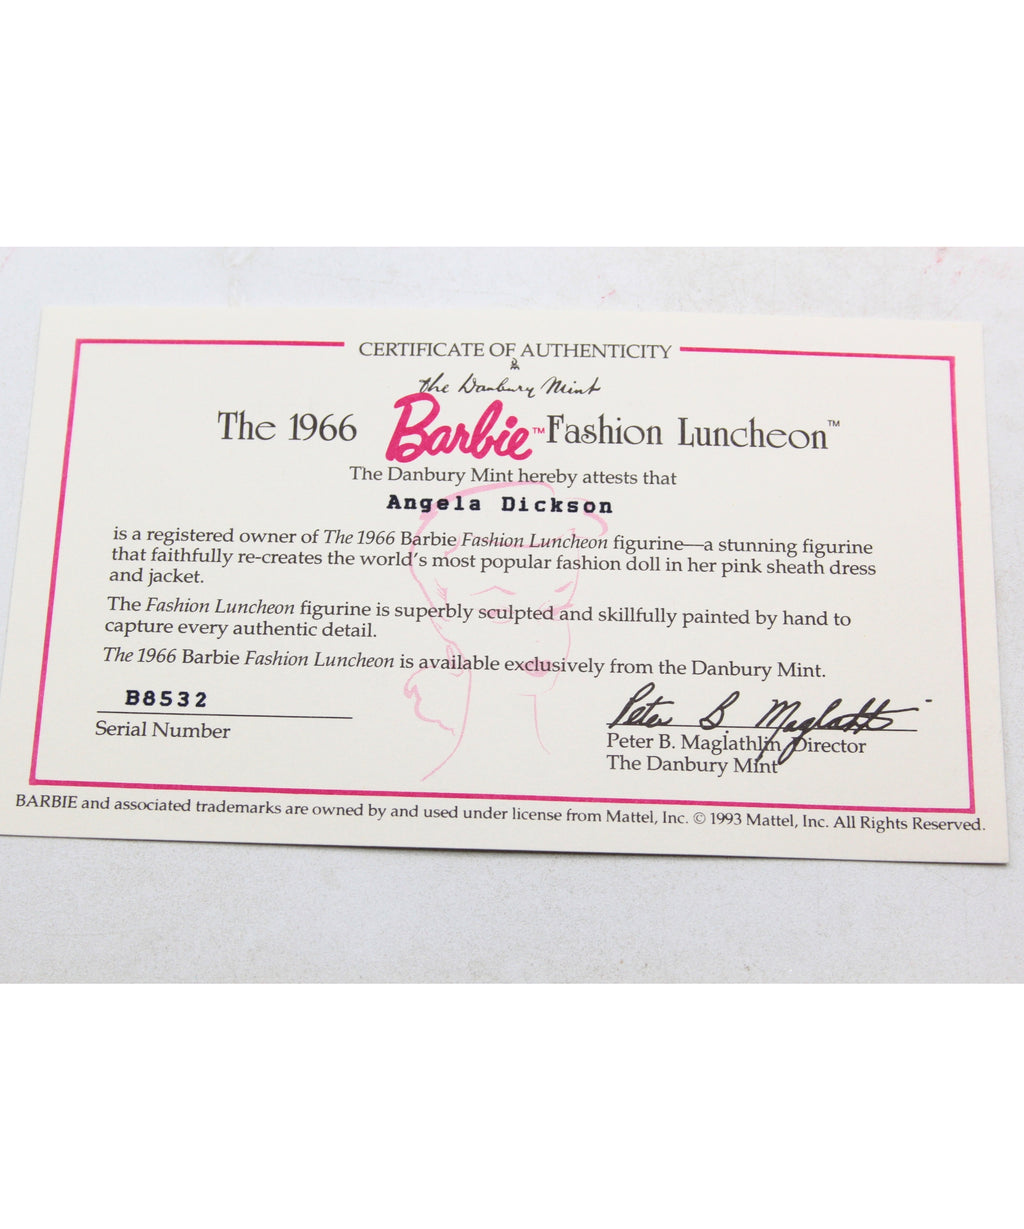 CERTIFICATE OF AUTHENTICITY
the Danbury Mint
The 1966 Barbie™ Fashion Luncheon™
The Danbury Mint hereby attests that
Angela Dickson
is a registered owner of The 1966 Barbie Fashion Luncheon figurine—a stunning figurine
that faithfully re-creates the world's most popular fashion doll in her pink sheath dress
and jacket.
The Fashion Luncheon figurine is superbly sculpted and skillfully painted by hand to
capture every authentic detail.
The 1966 Barbie Fashion Luncheon is available exclusively from the Danbury Mint.
B8532
Serial Number
Peter B. Maglathlin
Peter B. Maglathlin, Director
The Danbury Mint
BARBIE and associated trademarks are owned by and used under license from Mattel, Inc. © 1993 Mattel, Inc. All Rights Reserved.